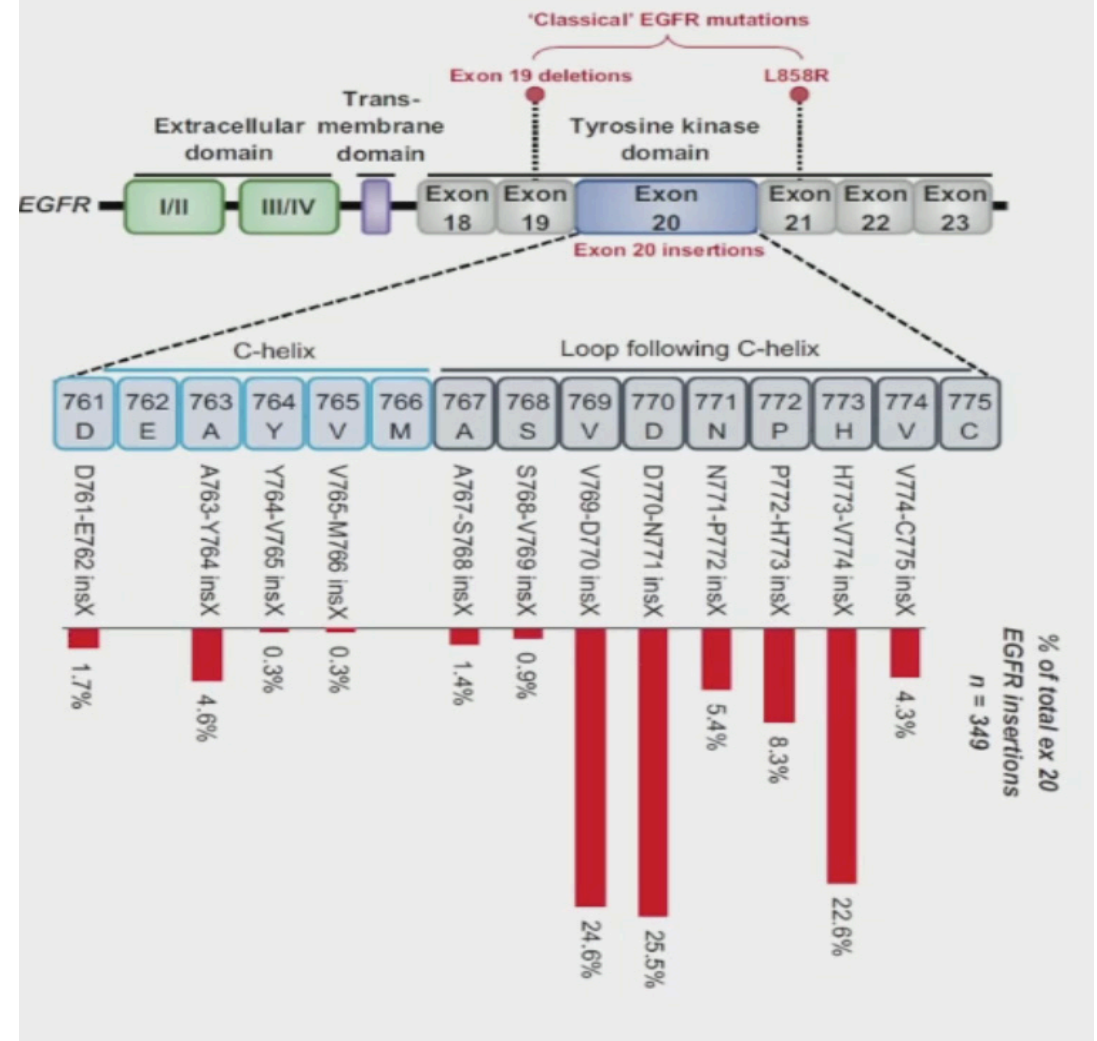 'Classical' EGFR mutations
Exon 19 deletions
L858R
Extracellular
domain
Trans-
membrane
domain
Tyrosine kinase
domain
EGFR
I/II
III/IV
Exon
18
Exon
19
Exon
20
Exon
21
Exon
22
Exon
23
Exon 20 insertions
C-helix
Loop following C-helix
761
D
762
E
763
A
764
Y
765
V
766
M
767
A
768
S
769
V
770
D
771
N
772
P
773
H
774
V
775
C
D761-E762 insX
A763-Y764 insX
Y764-V765 insX
V765-M766 insX
A767-S768 insX
S768-V769 insX
V769-D770 insX
D770-N771 insX
N771-P772 insX
P772-H773 insX
H773-V774 insX
V774-C775 insX
1.7%
4.6%
0.3%
0.3%
1.4%
0.9%
24.6%
25.5%
5.4%
8.3%
22.6%
4.3%
% of total ex 20
EGFR insertions
n = 349